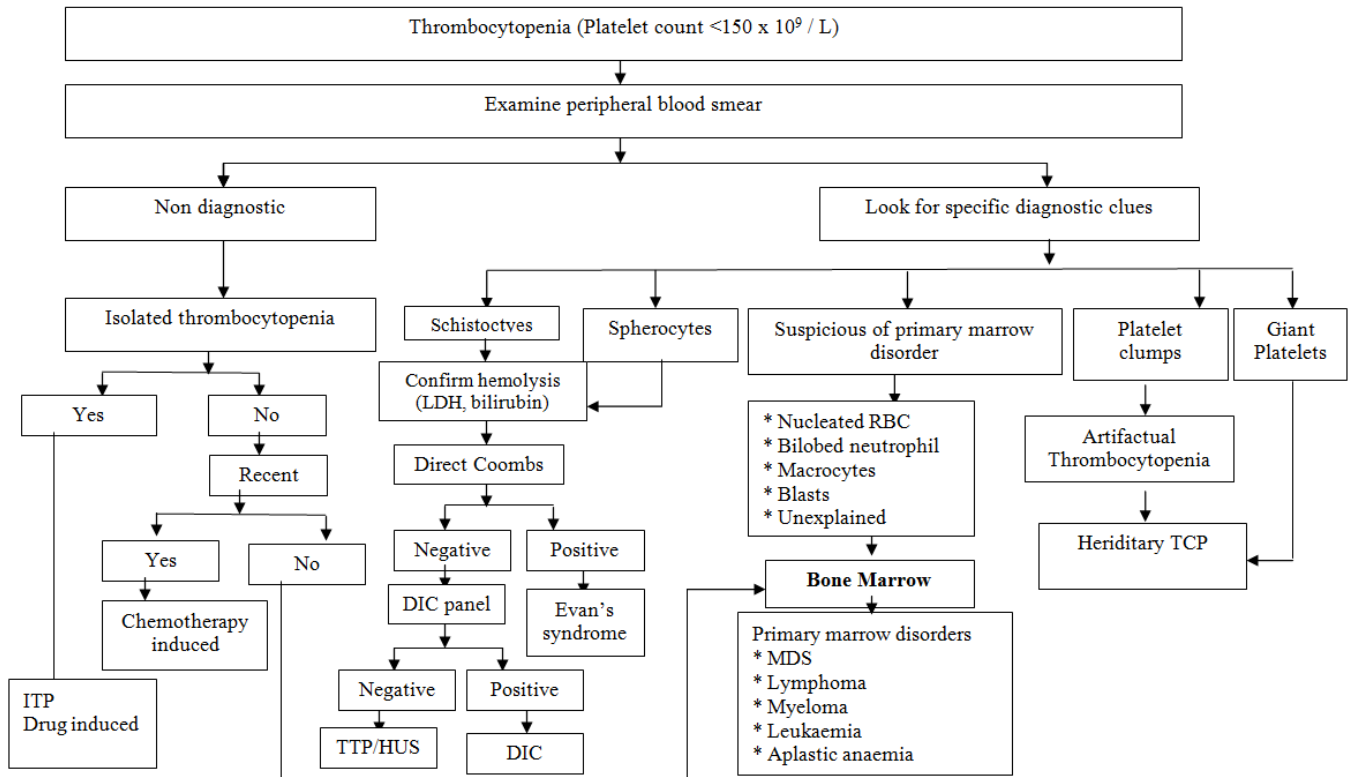 Thrombocytopenia (Platelet count <150 x 10⁹ / L)
Examine peripheral blood smear
Non diagnostic
Look for specific diagnostic clues
Isolated thrombocytopenia
Schistoctves
Spherocytes
Suspicious of primary marrow
disorder
Platelet
clumps
Giant
Platelets
Yes
No
Confirm hemolysis
(LDH, bilirubin)
* Nucleated RBC
* Bilobed neutrophil
* Macrocytes
* Blasts
* Unexplained
Artifactual
Thrombocytopenia
Recent
Direct Coombs
Yes
No
Negative
Positive
Heriditary TCP
Bone Marrow
Chemotherapy
induced
DIC panel
Evan's
syndrome
Primary marrow disorders
* MDS
* Lymphoma
* Myeloma
* Leukaemia
* Aplastic anaemia
ITP
Drug induced
Negative
Positive
TTP/HUS
DIC